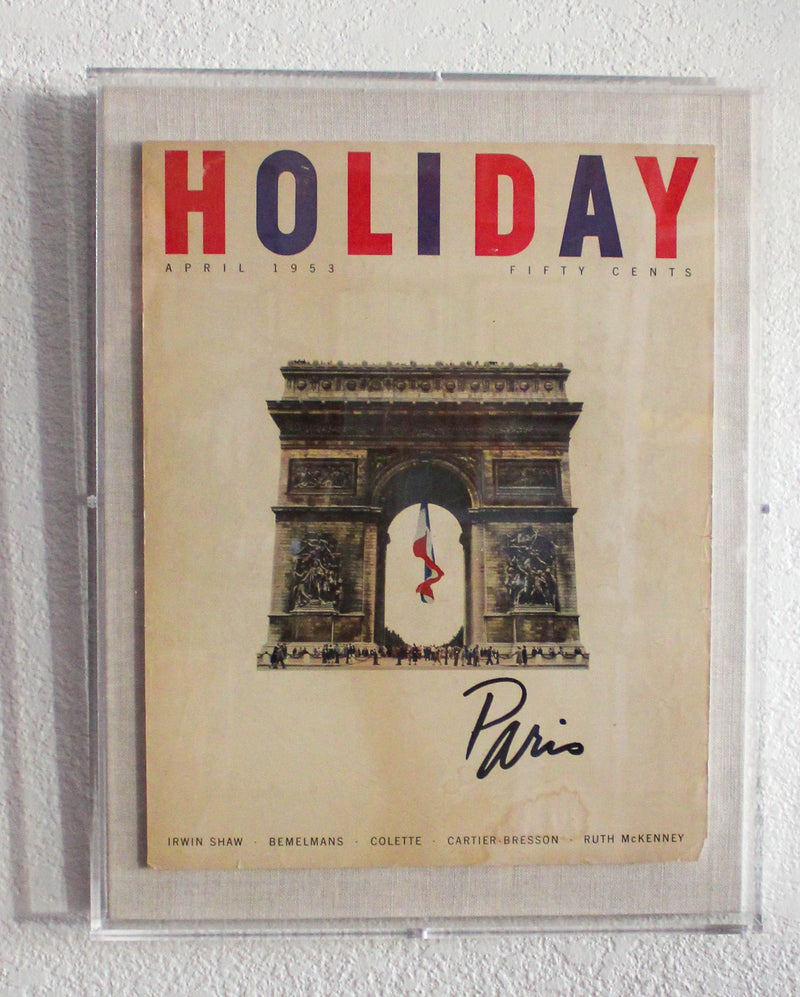 HOLIDAY
APRIL 1953 FIFTY CENTS
Paris
IRWIN SHAW · BEMELMANS · COLETTE · CARTIER-BRESSON · RUTH McKENNEY